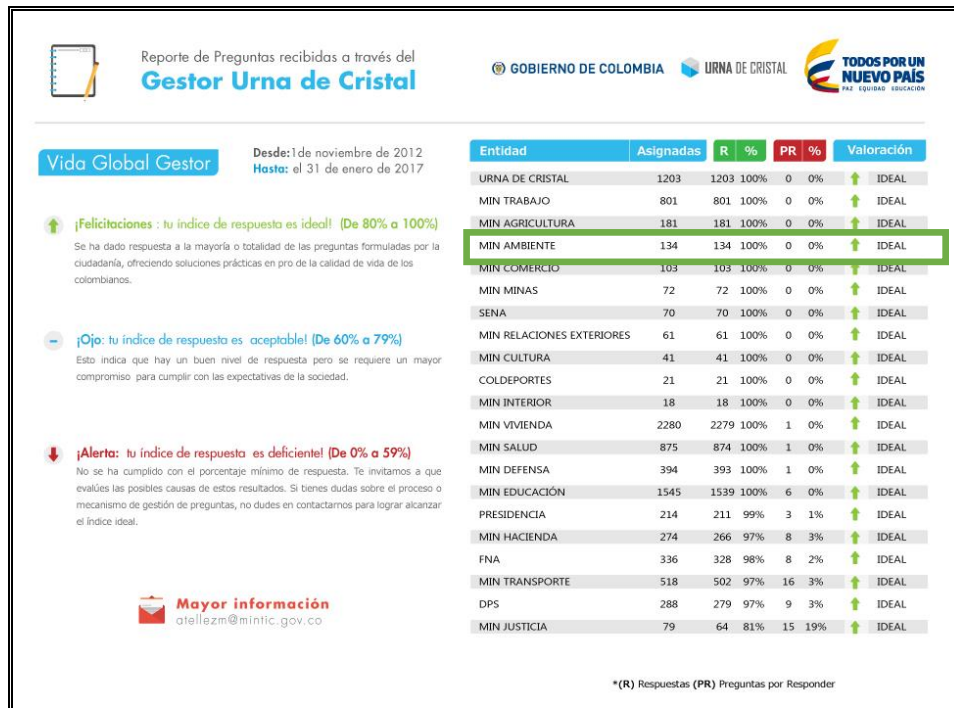 Reporte de Preguntas recibidas a través del
Gestor Urna de Cristal
GOBIERNO DE COLOMBIA
URNA DE CRISTAL
TODOS POR UN
NUEVO PAÍS
PAZ EQUIDAD EDUCACIÓN
Vida Global Gestor
Desde:1de noviembre de 2012
Hasta: el 31 de enero de 2017
¡Felicitaciones : tu índice de respuesta es ideal! (De 80% a 100%)
Se ha dado respuesta a la mayoría o totalidad de las preguntas formuladas por la
ciudadanía, ofreciendo soluciones prácticas en pro de la calidad de vida de los
colombianos.
¡Ojo: tu índice de respuesta es aceptable! (De 60% a 79%)
Esto indica que hay un buen nivel de respuesta pero se requiere un mayor
compromiso para cumplir con las expectativas de la sociedad.
¡Alerta: tu índice de respuesta es deficiente! (De 0% a 59%)
No se ha cumplido con el porcentaje mínimo de respuesta. Te invitamos a que
evalúes las posibles causas de estos resultados. Si tienes dudas sobre el proceso o
mecanismo de gestión de preguntas, no dudes en contactarnos para lograr alcanzar
el índice ideal.
Mayor información
atellezm@mintic.gov.co
Entidad Asignadas R % PR % Valoración
URNA DE CRISTAL 1203 1203 100% 0 0% IDEAL
MIN TRABAJO 801 801 100% 0 0% IDEAL
MIN AGRICULTURA 181 181 100% 0 0% IDEAL
MIN AMBIENTE 134 134 100% 0 0% IDEAL
MIN COMERCIO 103 103 100% 0 0% IDEAL
MIN MINAS 72 72 100% 0 0% IDEAL
SENA 70 70 100% 0 0% IDEAL
MIN RELACIONES EXTERIORES 61 61 100% 0 0% IDEAL
MIN CULTURA 41 41 100% 0 0% IDEAL
COLDEPORTES 21 21 100% 0 0% IDEAL
MIN INTERIOR 18 18 100% 0 0% IDEAL
MIN VIVIENDA 2280 2279 100% 1 0% IDEAL
MIN SALUD 875 874 100% 1 0% IDEAL
MIN DEFENSA 394 393 100% 1 0% IDEAL
MIN EDUCACIÓN 1545 1539 100% 6 0% IDEAL
PRESIDENCIA 214 211 99% 3 1% IDEAL
MIN HACIENDA 274 266 97% 8 3% IDEAL
FNA 336 328 98% 8 2% IDEAL
MIN TRANSPORTE 518 502 97% 16 3% IDEAL
DPS 288 279 97% 9 3% IDEAL
MIN JUSTICIA 79 64 81% 15 19% IDEAL
*(R) Respuestas (PR) Preguntas por Responder